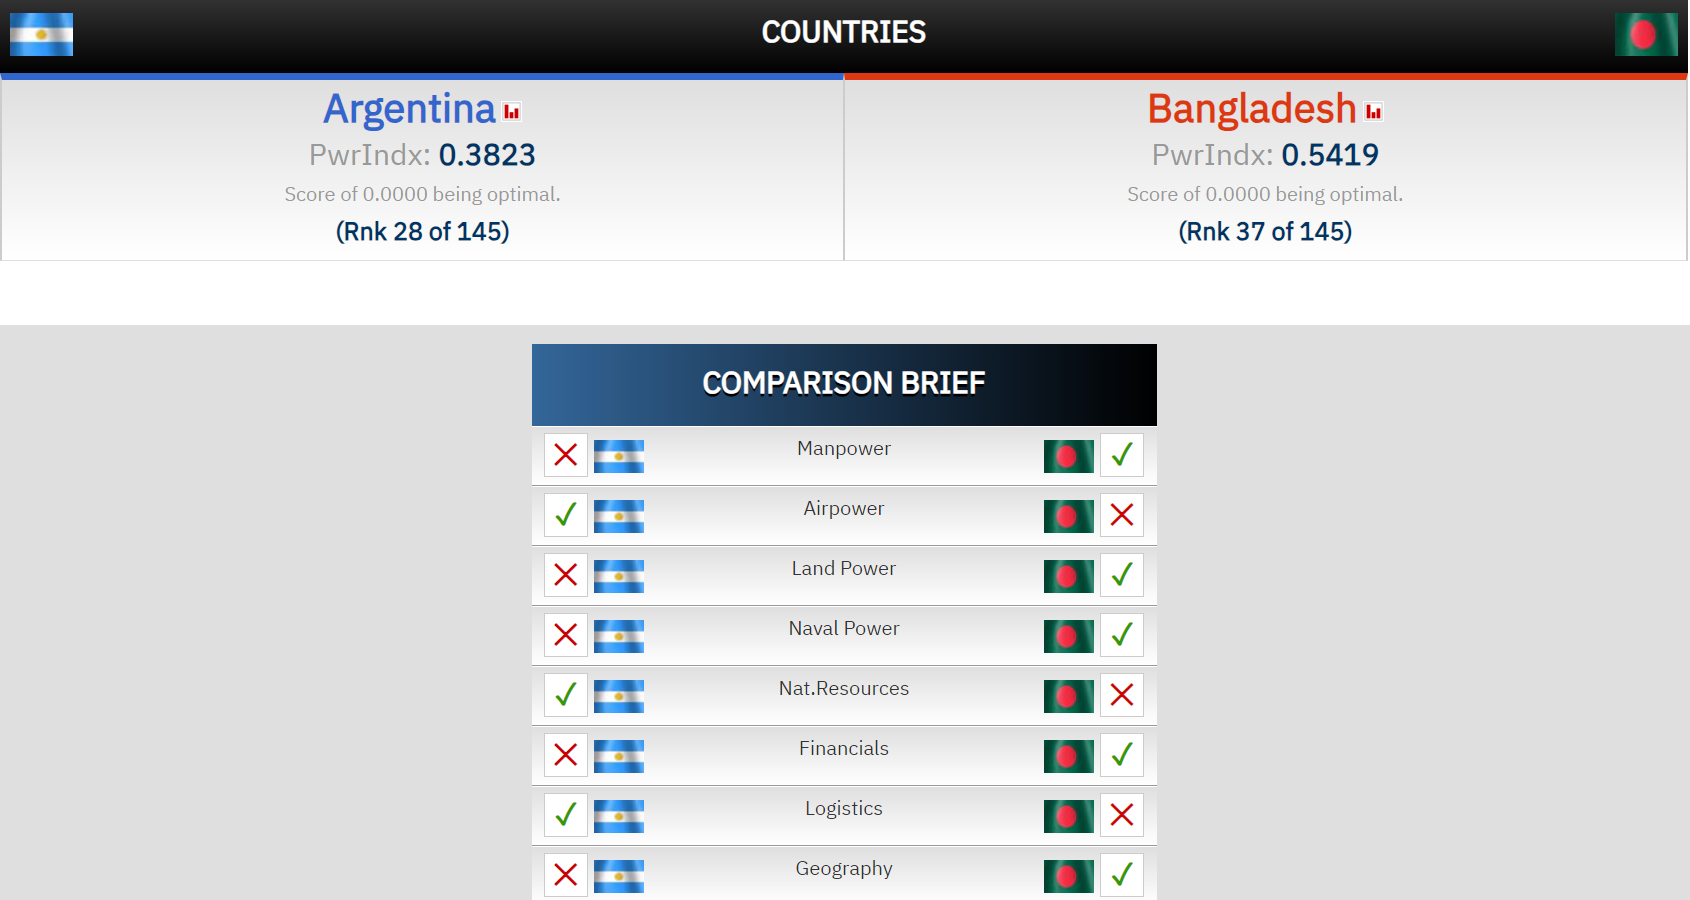 COUNTRIES
Argentina
PwrIndx: 0.3823
Score of 0.0000 being optimal.
(Rnk 28 of 145)
Bangladesh
PwrIndx: 0.5419
Score of 0.0000 being optimal.
(Rnk 37 of 145)
COMPARISON BRIEF
Manpower
Airpower
Land Power
Naval Power
Nat.Resources
Financials
Logistics
Geography